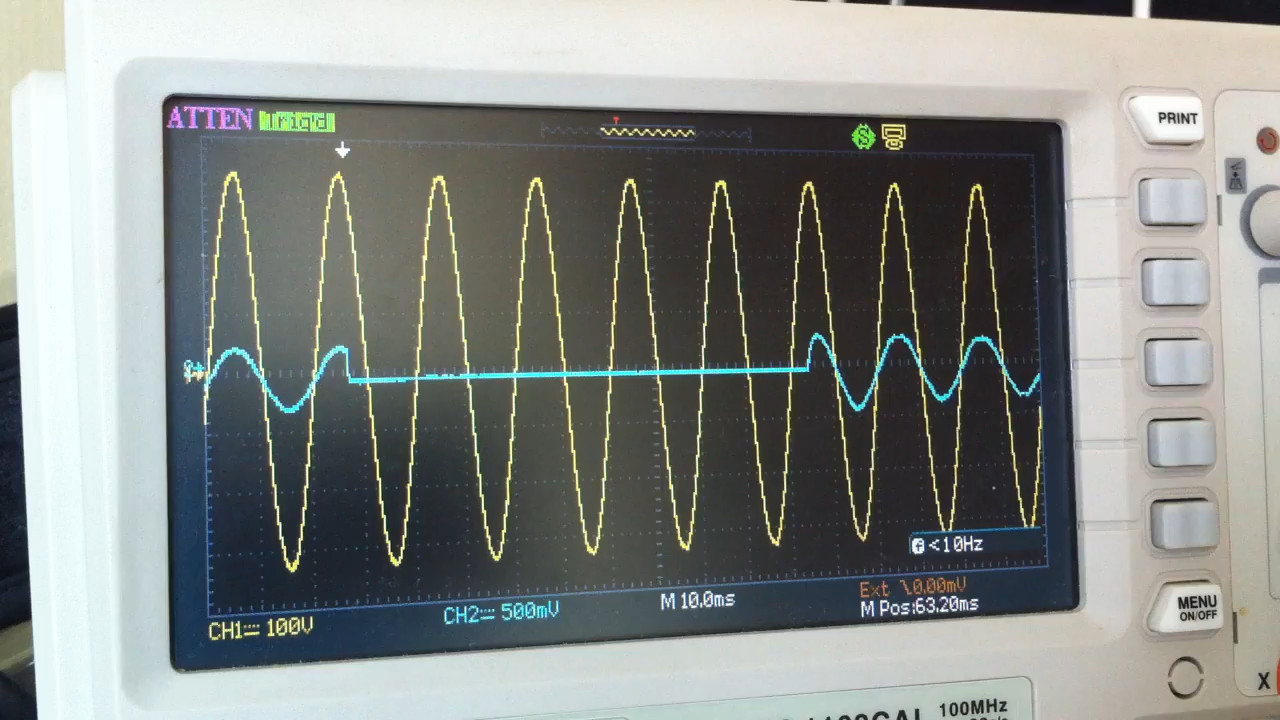 ATTEN
PRINT
<10Hz
Ext \0.00mV
CH1 100V
CH2 500mV
M 10.0ms
M Pos:63.20ms
MENU
ON/OFF
X
100MHz